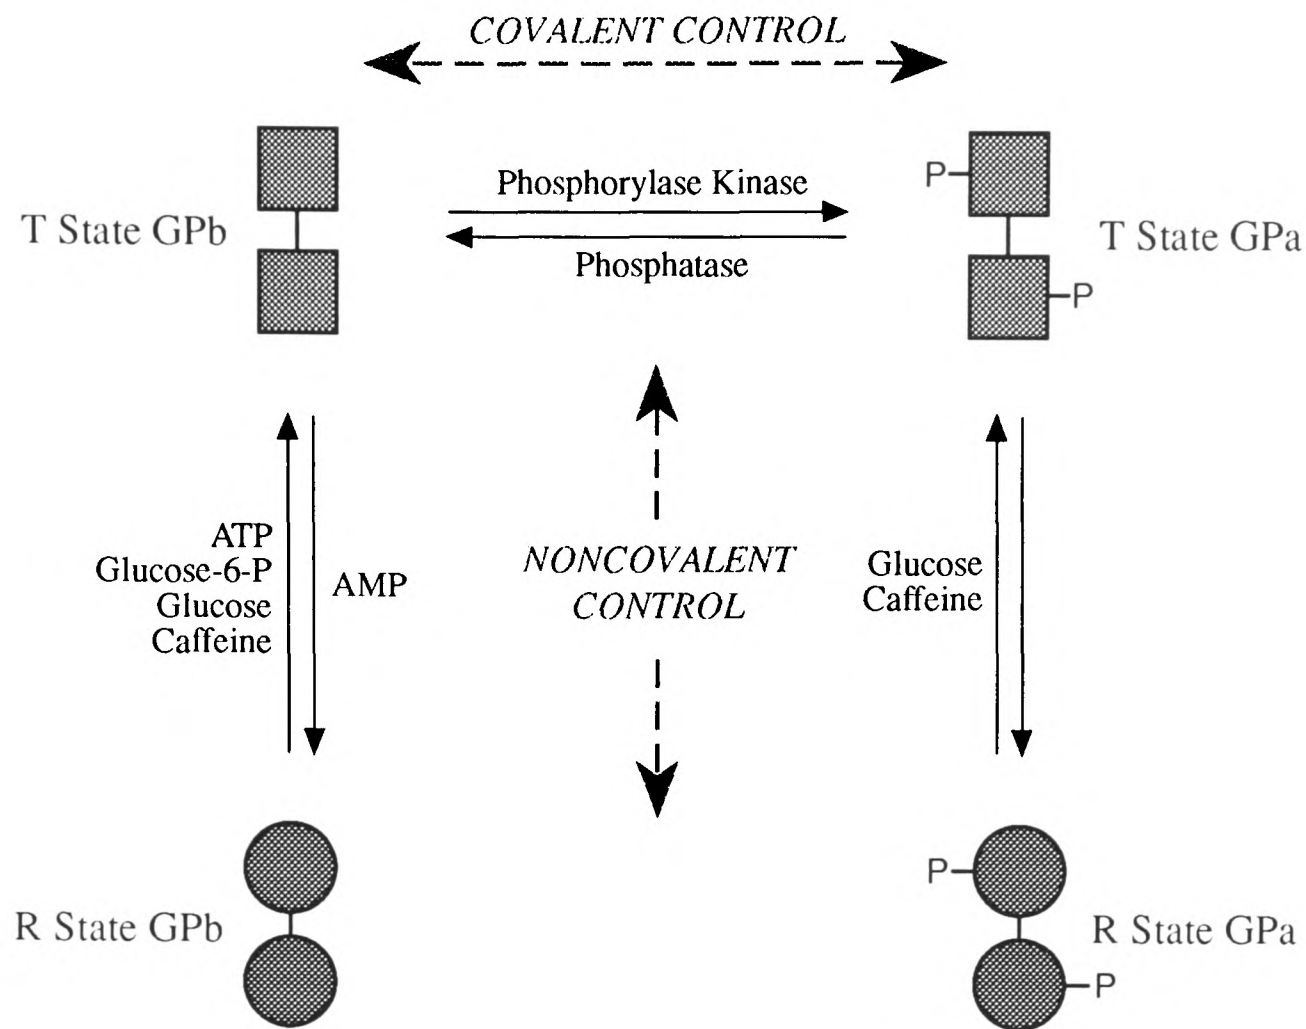 COVALENT CONTROL
Phosphorylase Kinase
Phosphatase
T State GPb
P
T State GPa
P
ATP
Glucose-6-P
Glucose
Caffeine
AMP
NONCOVALENT
CONTROL
Glucose
Caffeine
R State GPb
P
R State GPa
P